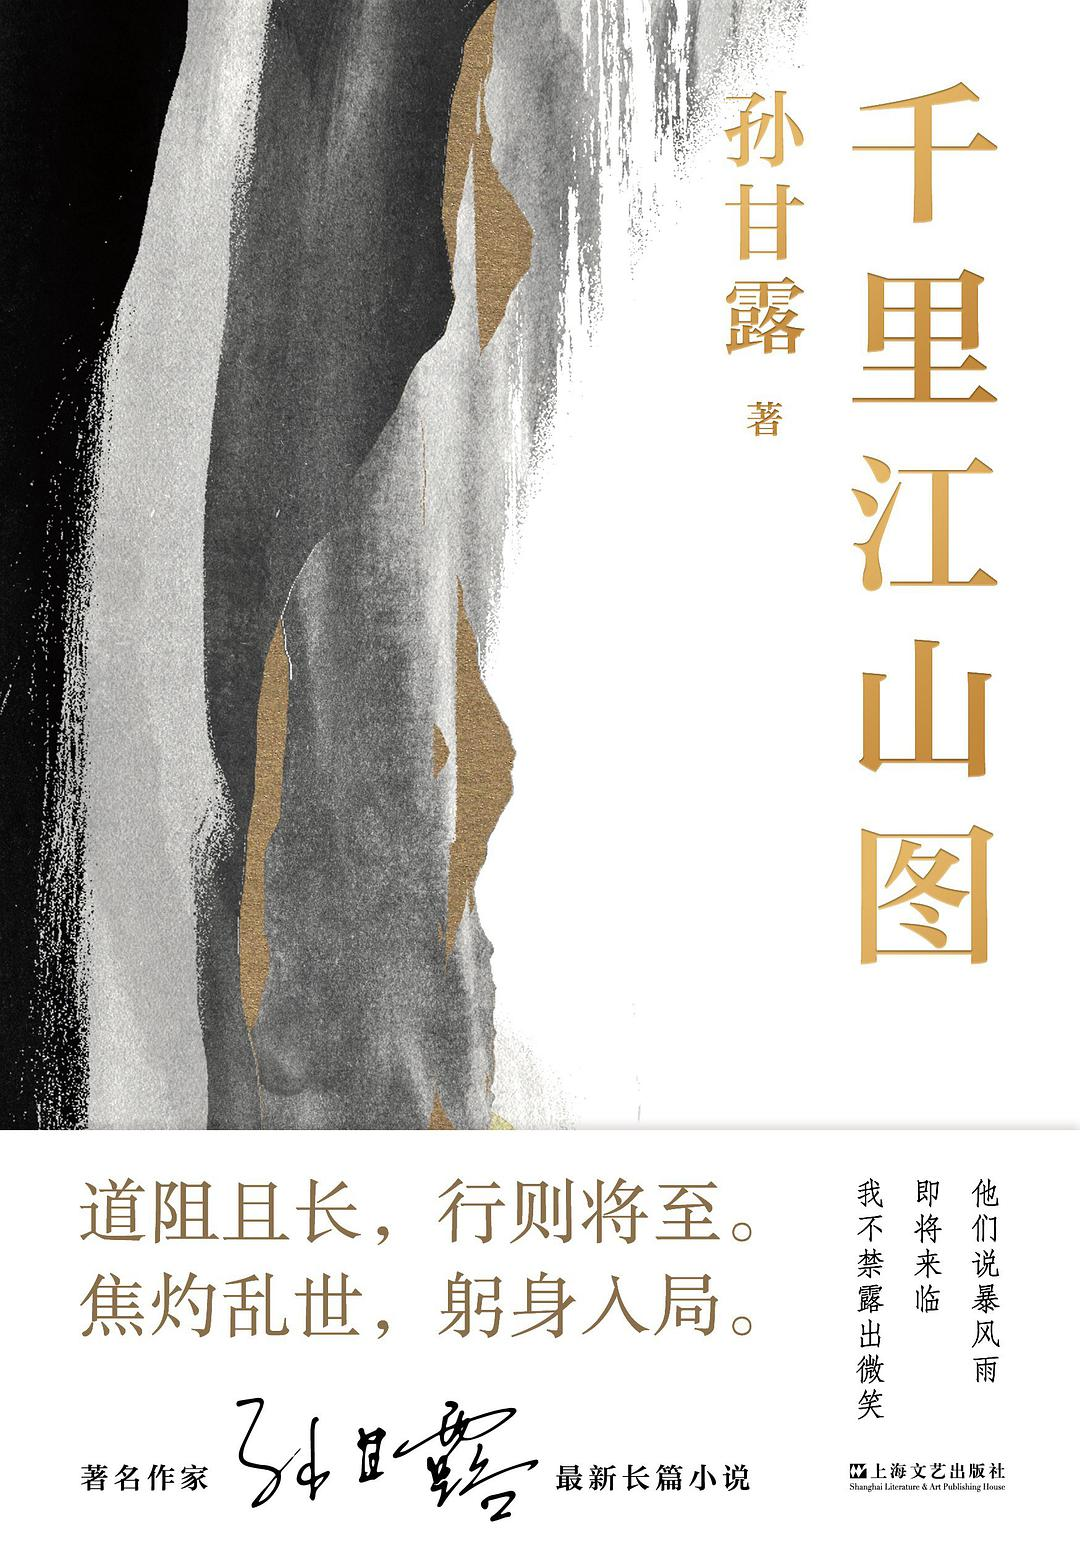 千里江山图
孙甘露 著
道阻且长，行则将至。
焦灼乱世，躬身入局。
著名作家 孙甘露 最新长篇小说
他们说暴风雨
即将来临
我不禁露出微笑
上海文艺出版社
Shanghai Literature & Art Publishing House